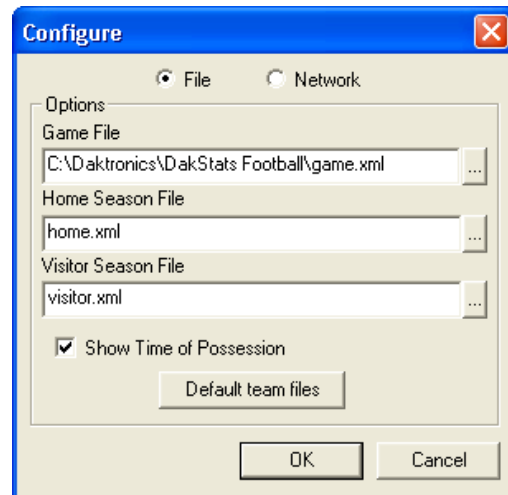 Configure
File Network
Options
Game File
C:\Daktronics\DakStats Football\game.xml
...
Home Season File
home.xml
...
Visitor Season File
visitor.xml
...
Show Time of Possession
Default team files
OK Cancel